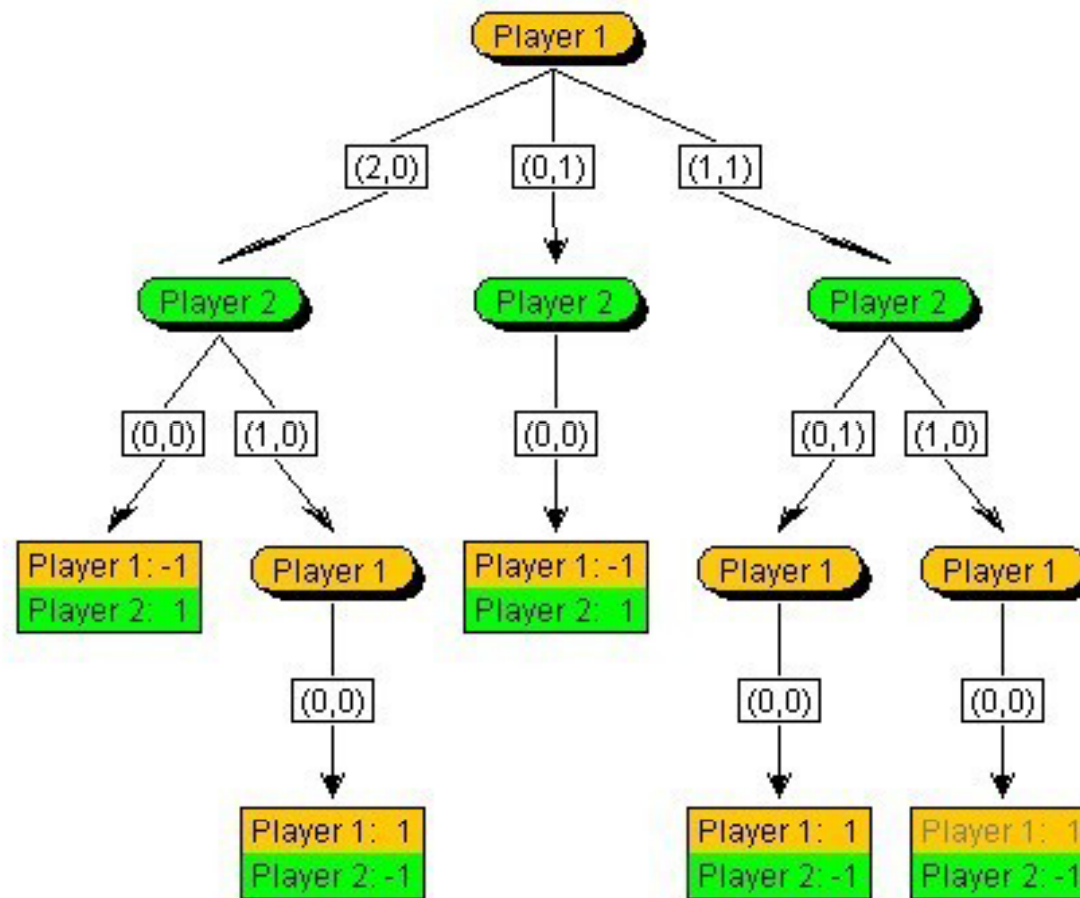 Player 1
(2,0) (0,1) (1,1)
Player 2 Player 2 Player 2
(0,0) (1,0) (0,0) (0,1) (1,0)
Player 1: -1 Player 1 Player 1: -1 Player 1 Player 1
Player 2: 1 Player 2: 1
(0,0) (0,0) (0,0)
Player 1: 1 Player 1: 1 Player 1: 1
Player 2: -1 Player 2: -1 Player 2: -1